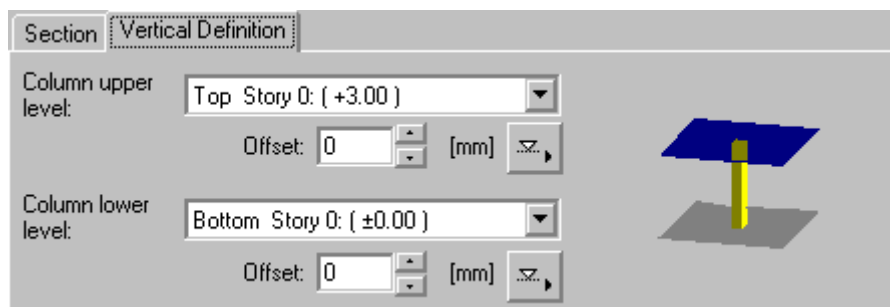 Section Vertical Definition
Column upper
level:
Top Story 0: ( +3.00 )
Offset: 0 [mm]
Column lower
level:
Bottom Story 0: ( ±0.00 )
Offset: 0 [mm]